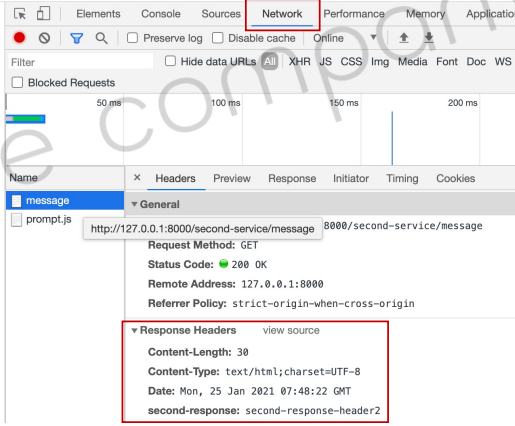 Elements Console Sources Network Performance Memory Applicatio
Preserve log Disable cache Online
Filter Hide data URLs All XHR JS CSS Img Media Font Doc WS
Blocked Requests
50 ms 100 ms 150 ms 200 ms
Name × Headers Preview Response Initiator Timing Cookies
message
▼ General
prompt.js
http://127.0.0.1:8000/second-service/message
8000/second-service/message
Request Method: GET
Status Code: 200 OK
Remote Address: 127.0.0.1:8000
Referrer Policy: strict-origin-when-cross-origin
▼ Response Headers view source
Content-Length: 30
Content-Type: text/html;charset=UTF-8
Date: Mon, 25 Jan 2021 07:48:22 GMT
second-response: second-response-header2
e compan